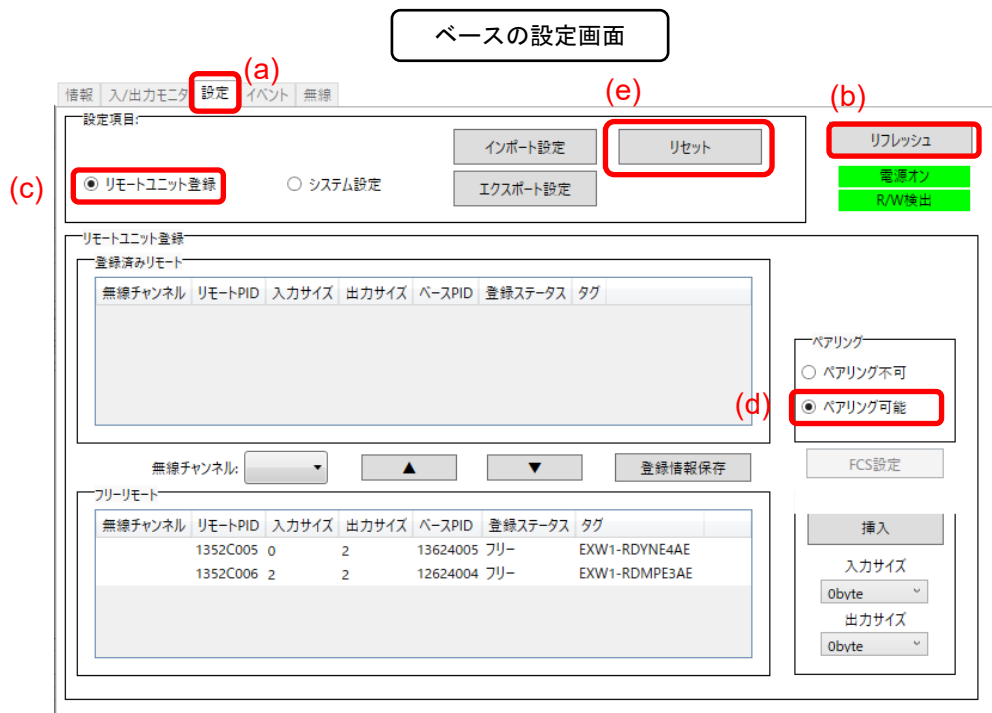 ベースの設定画面
(a)
(e)
(b)
情報 入/出力モニタ 設定 イベント 無線
設定項目:
インポート設定 リセット リフレッシュ
(c) リモートユニット登録 システム設定 エクスポート設定 電源オン
R/W検出
リモートユニット登録
登録済みリモート
無線チャンネル リモートPID 入力サイズ 出力サイズ ベースPID 登録ステータス タグ
ペアリング
ペアリング不可
(d) ペアリング可能
無線チャンネル: ▲ ▼ 登録情報保存 FCS設定
フリーリモート
無線チャンネル リモートPID 入力サイズ 出力サイズ ベースPID 登録ステータス タグ
挿入
1352C005 0 2 13624005 フリー EXW1-RDYNE4AE
1352C006 2 2 12624004 フリー EXW1-RDMPE3AE
入力サイズ
0byte
出力サイズ
0byte